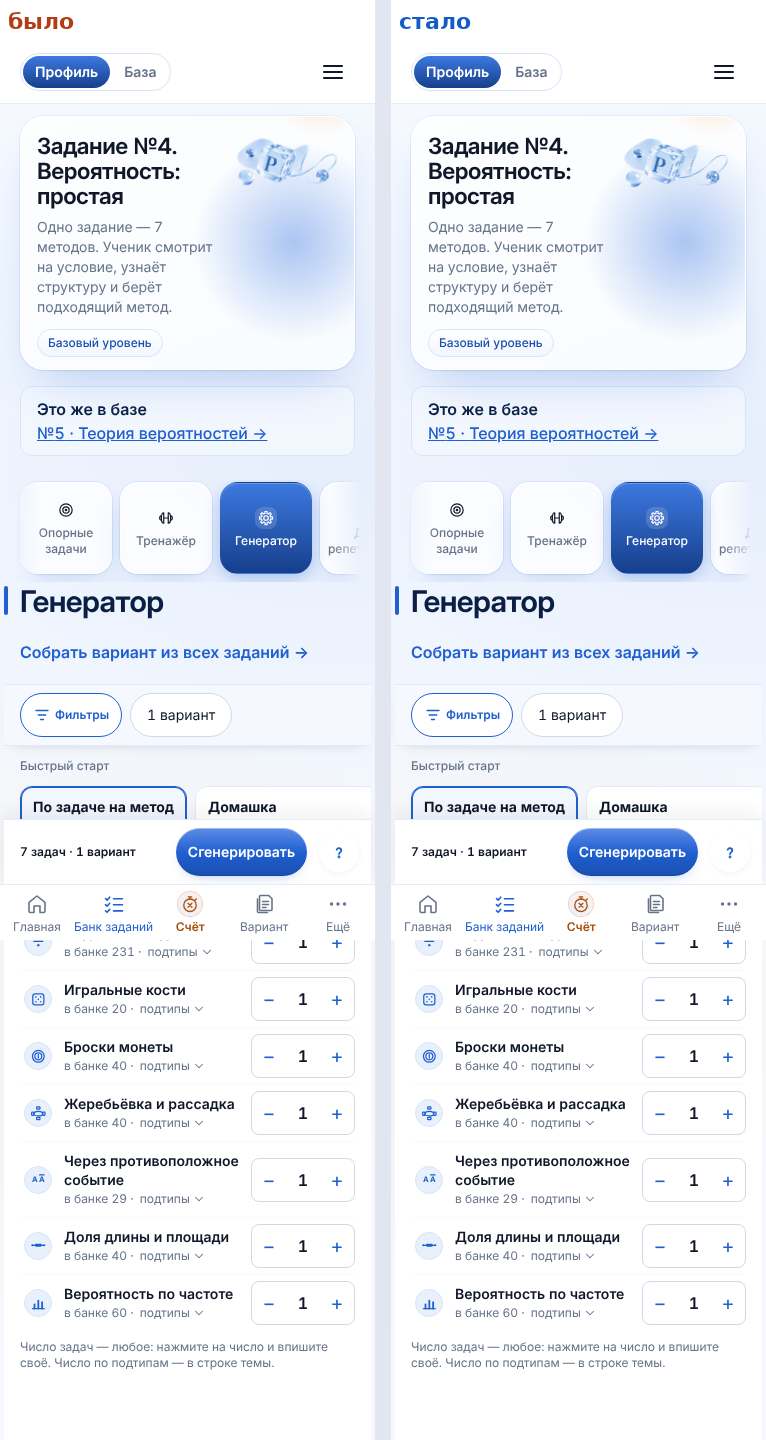 было
Профиль База
Задание №4.
Вероятность:
простая
P
Одно задание — 7
методов. Ученик смотрит
на условие, узнаёт
структуру и берёт
подходящий метод.
Базовый уровень
Это же в базе
№5 · Теория вероятностей →
Опорные
задачи
Тренажёр
Генератор
Генератор
Собрать вариант из всех заданий →
Фильтры
1 вариант
Быстрый старт
По задаче на метод
Домашка
7 задач · 1 вариант
Сгенерировать
?
Главная
Банк заданий
Счёт
Вариант
Ещё
в банке 231 · подтипы
− 1 +
Игральные кости
в банке 20 · подтипы
− 1 +
Броски монеты
в банке 40 · подтипы
− 1 +
Жеребьёвка и рассадка
в банке 40 · подтипы
− 1 +
Через противоположное
событие
в банке 29 · подтипы
− 1 +
Доля длины и площади
в банке 40 · подтипы
− 1 +
Вероятность по частоте
в банке 60 · подтипы
− 1 +
Число задач — любое: нажмите на число и впишите
своё. Число по подтипам — в строке темы.
стало
Профиль База
Задание №4.
Вероятность:
простая
P
Одно задание — 7
методов. Ученик смотрит
на условие, узнаёт
структуру и берёт
подходящий метод.
Базовый уровень
Это же в базе
№5 · Теория вероятностей →
Опорные
задачи
Тренажёр
Генератор
Генератор
Собрать вариант из всех заданий →
Фильтры
1 вариант
Быстрый старт
По задаче на метод
Домашка
7 задач · 1 вариант
Сгенерировать
?
Главная
Банк заданий
Счёт
Вариант
Ещё
в банке 231 · подтипы
− 1 +
Игральные кости
в банке 20 · подтипы
− 1 +
Броски монеты
в банке 40 · подтипы
− 1 +
Жеребьёвка и рассадка
в банке 40 · подтипы
− 1 +
Через противоположное
событие
в банке 29 · подтипы
− 1 +
Доля длины и площади
в банке 40 · подтипы
− 1 +
Вероятность по частоте
в банке 60 · подтипы
− 1 +
Число задач — любое: нажмите на число и впишите
своё. Число по подтипам — в строке темы.